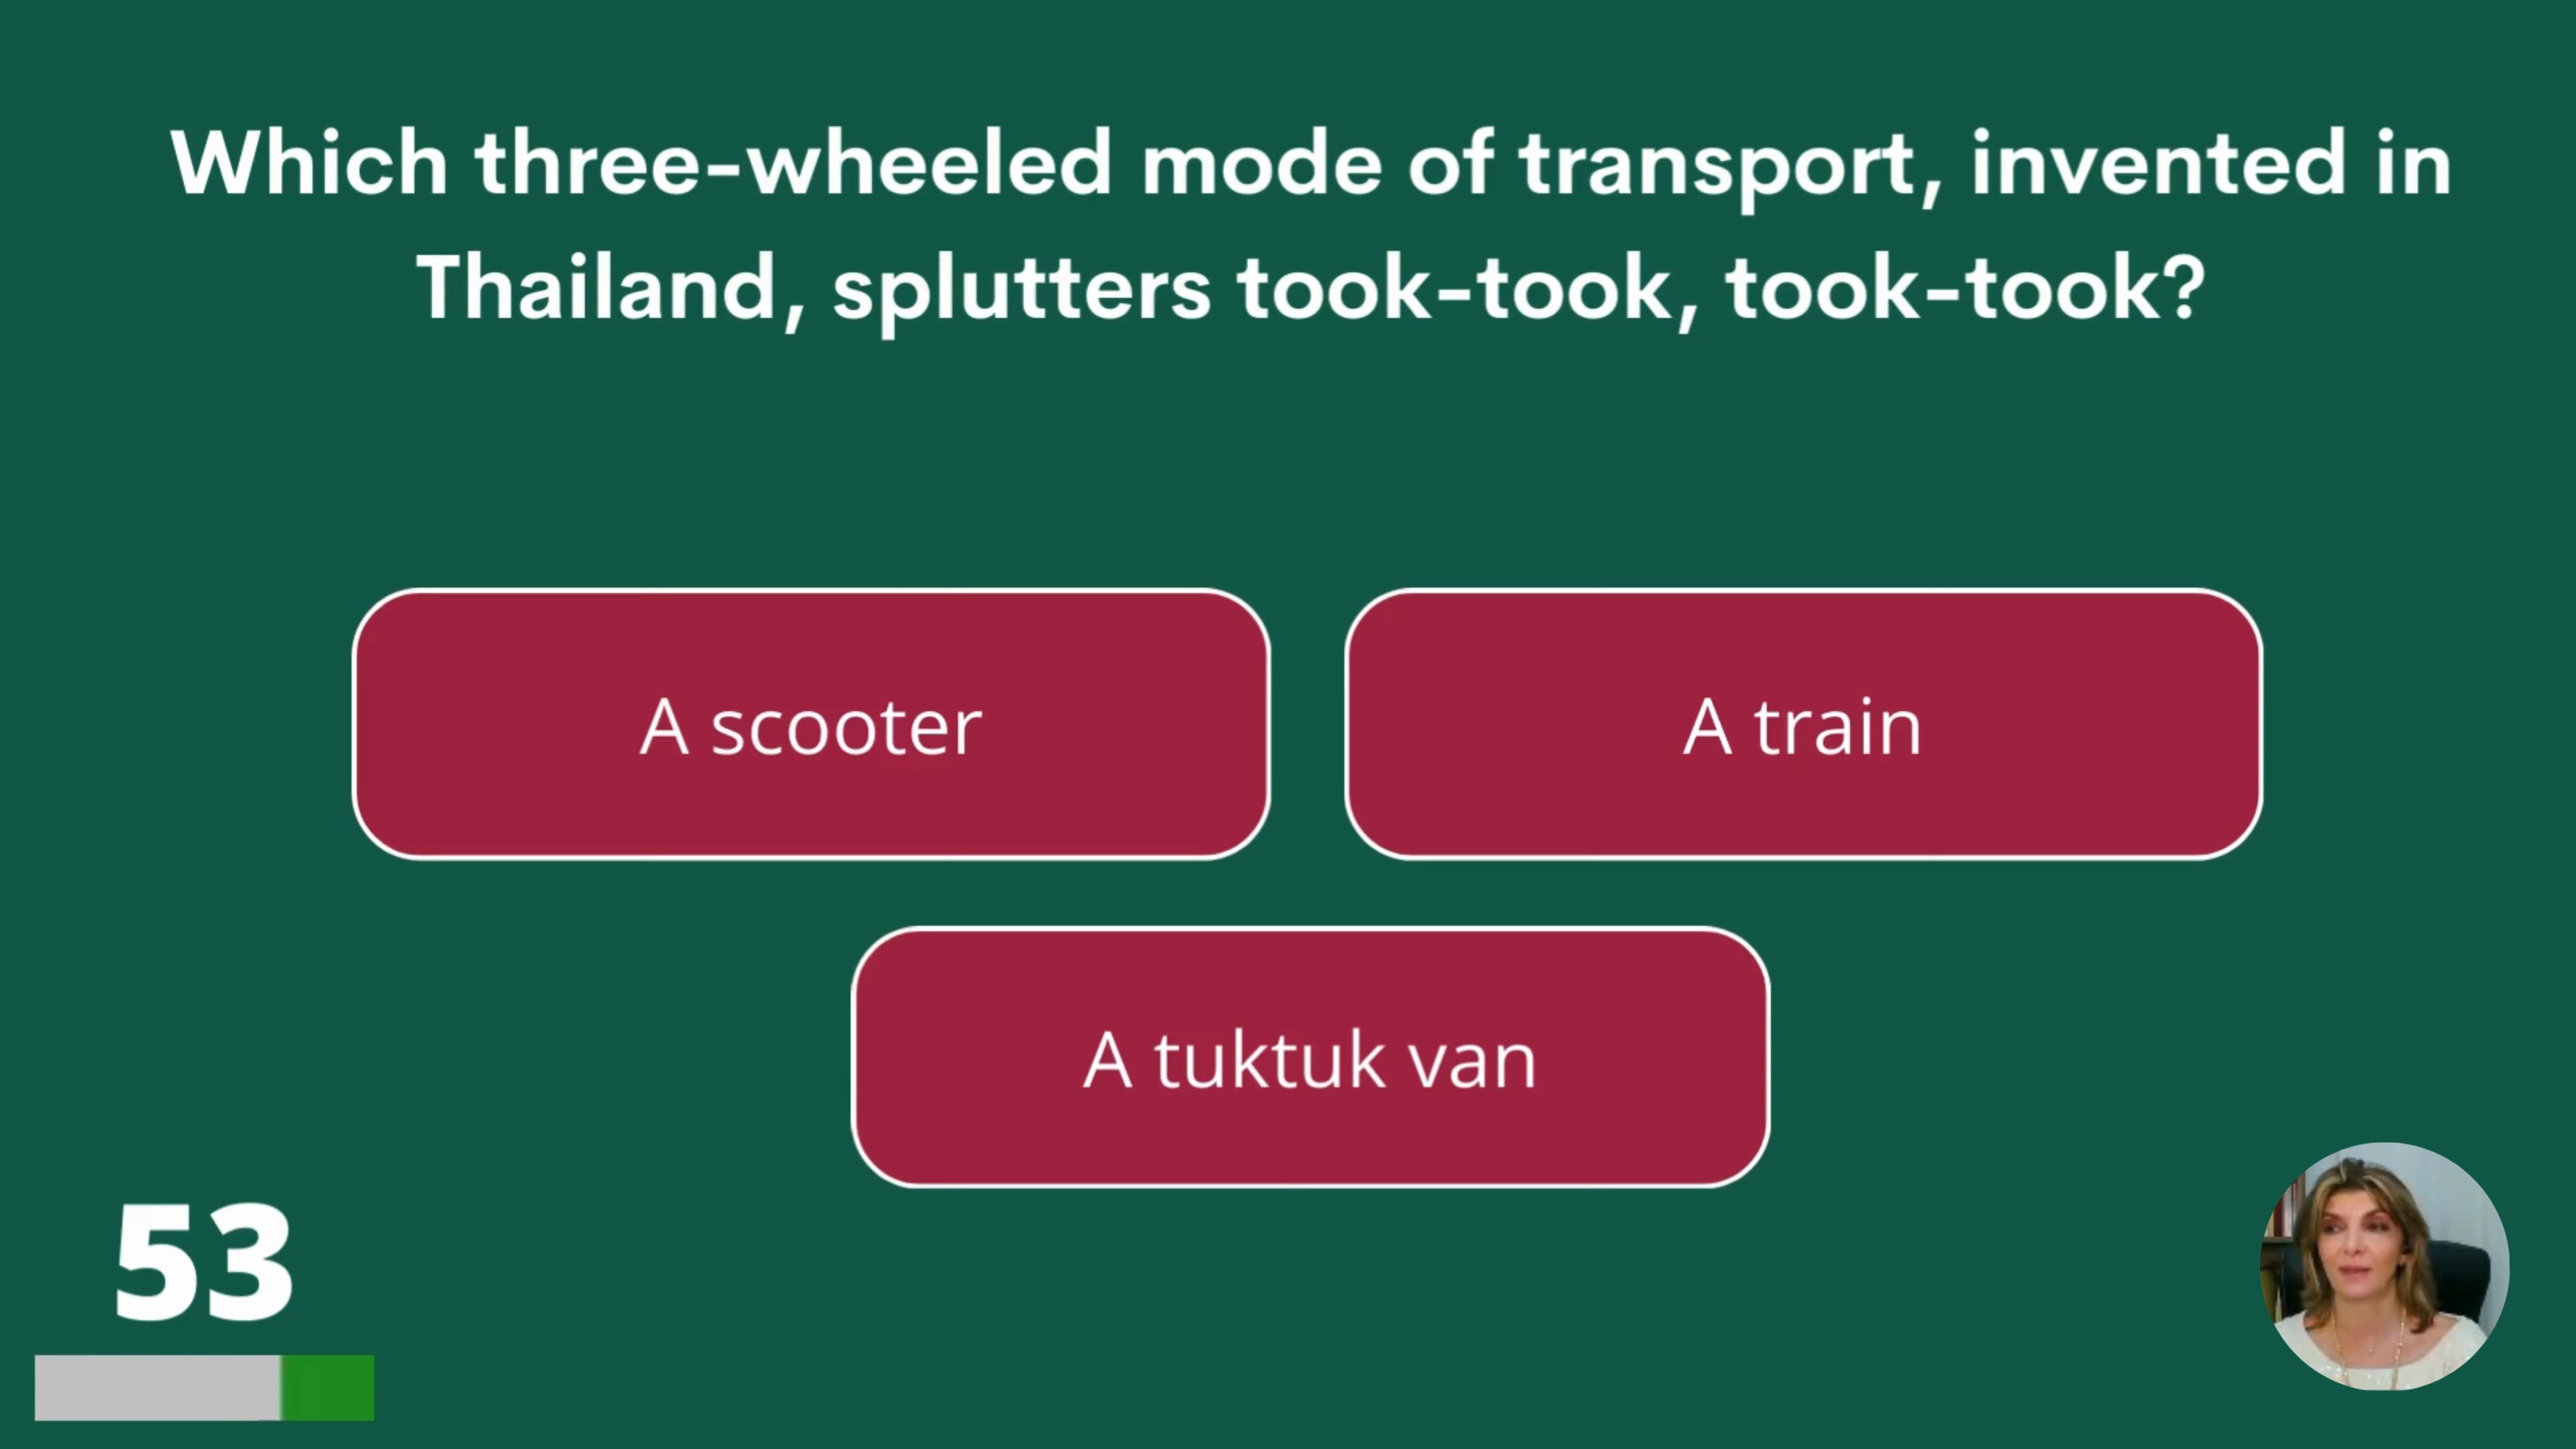 Which three-wheeled mode of transport, invented in
Thailand, splutters took-took, took-took?
A scooter
A train
A tuktuk van
53